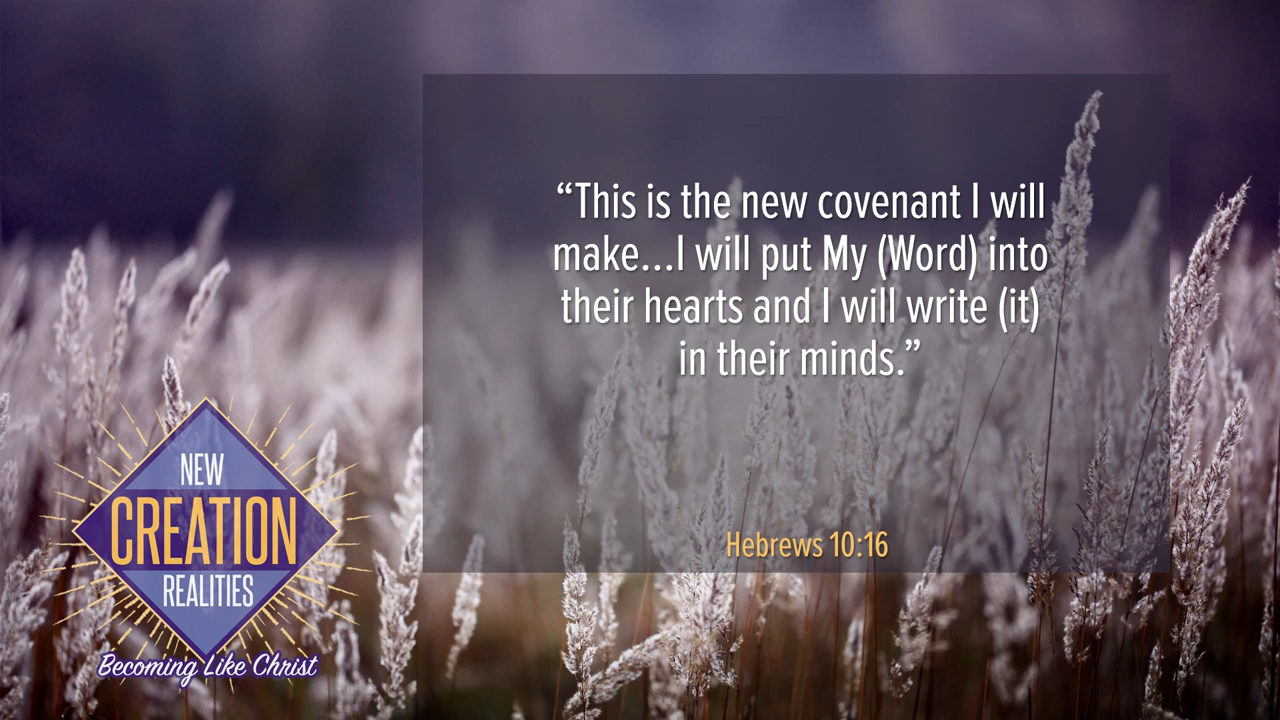 “This is the new covenant I will
make...I will put My (Word) into
their hearts and I will write (it)
in their minds.”
Hebrews 10:16
NEW
CREATION
REALITIES
Becoming Like Christ